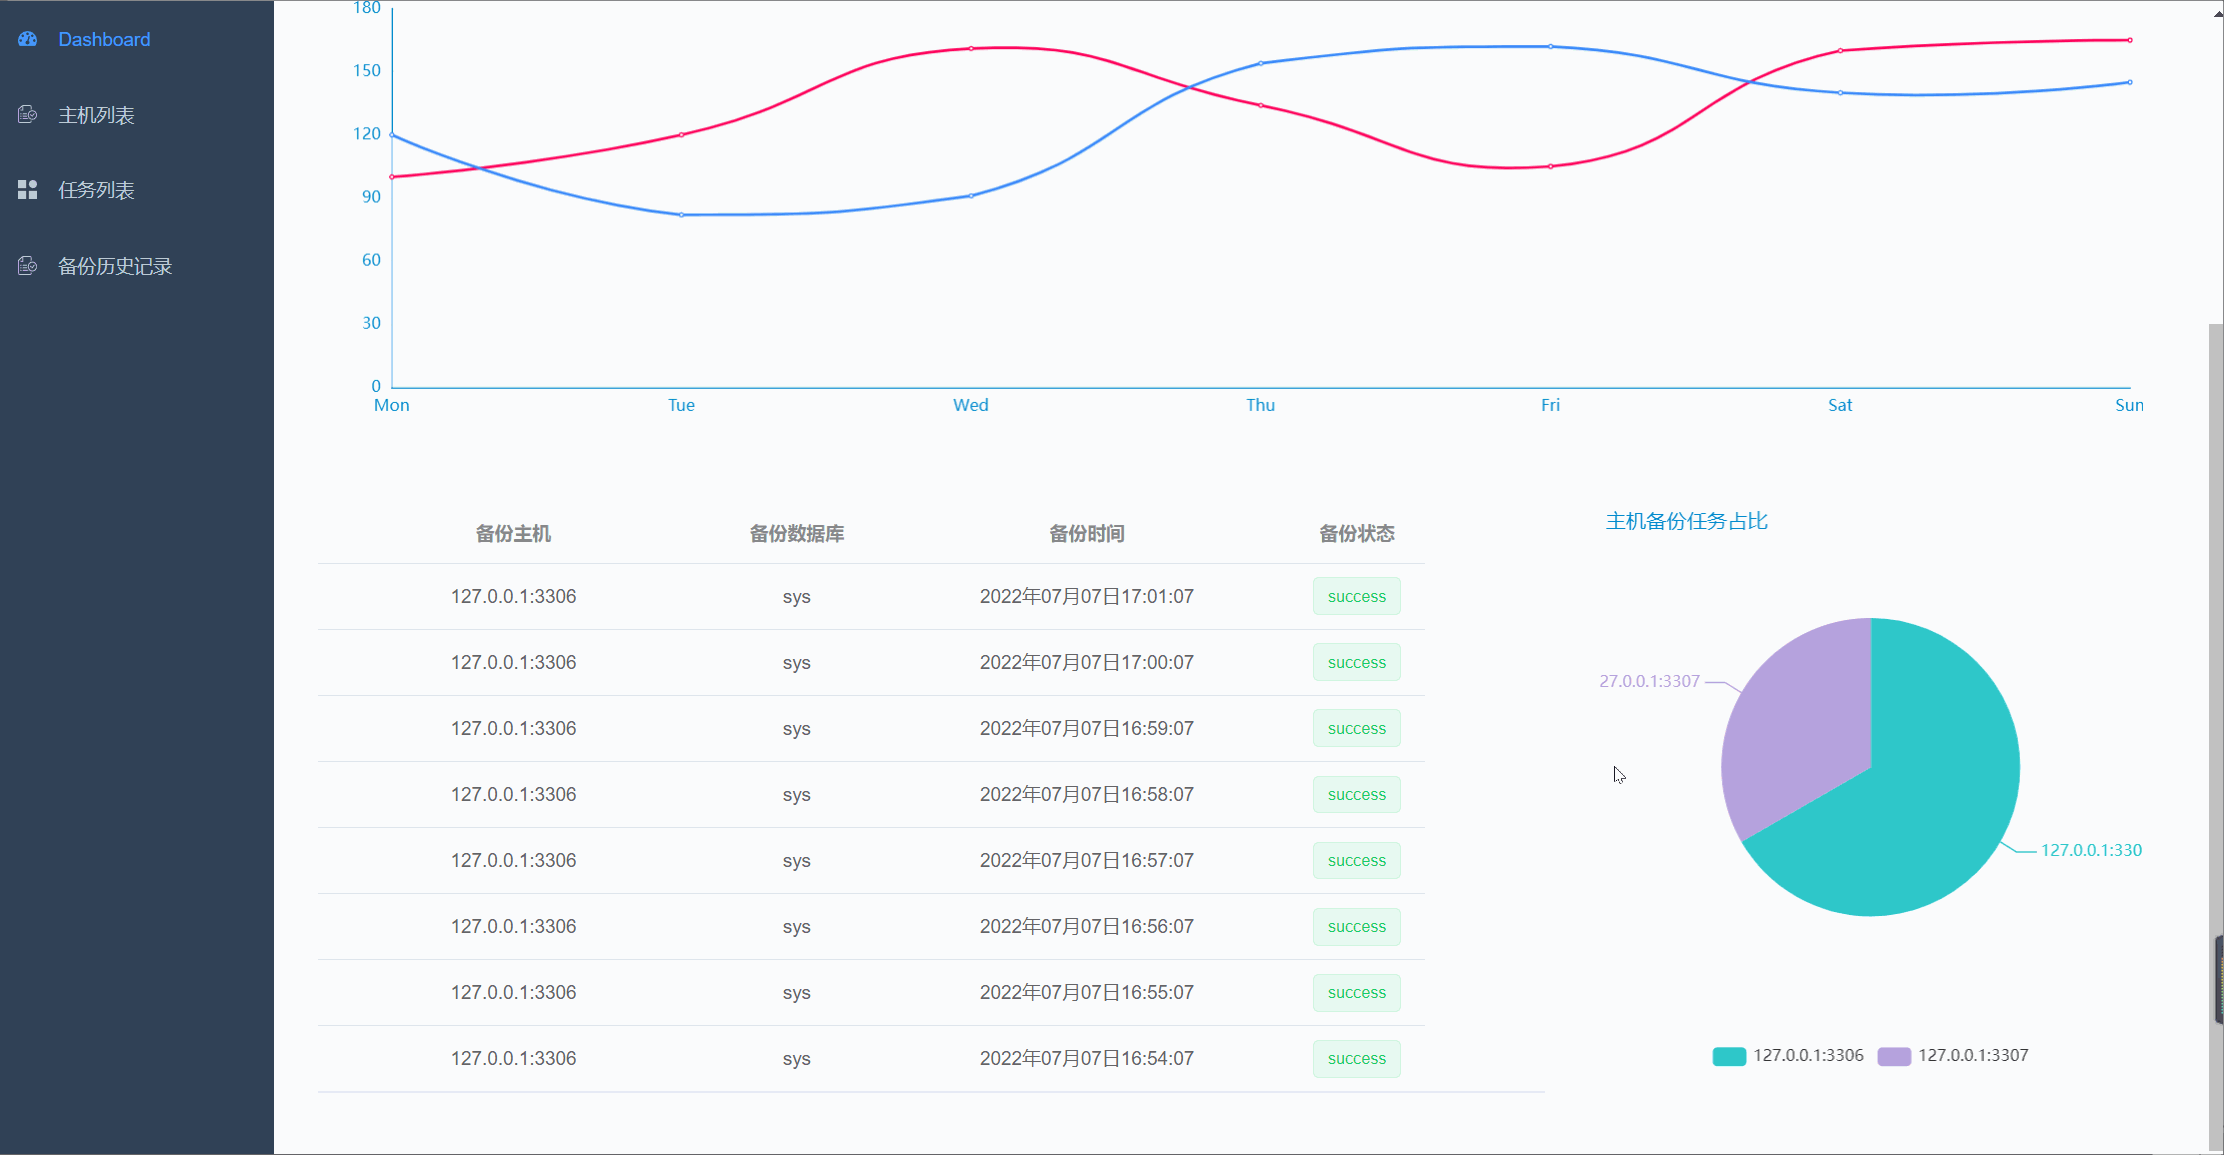 Dashboard
主机列表
任务列表
备份历史记录
180
150
120
90
60
30
0
Mon Tue Wed Thu Fri Sat Sun
备份主机 备份数据库 备份时间 备份状态
127.0.0.1:3306 sys 2022年07月07日17:01:07 success
127.0.0.1:3306 sys 2022年07月07日17:00:07 success
127.0.0.1:3306 sys 2022年07月07日16:59:07 success
127.0.0.1:3306 sys 2022年07月07日16:58:07 success
127.0.0.1:3306 sys 2022年07月07日16:57:07 success
127.0.0.1:3306 sys 2022年07月07日16:56:07 success
127.0.0.1:3306 sys 2022年07月07日16:55:07 success
127.0.0.1:3306 sys 2022年07月07日16:54:07 success
主机备份任务占比
27.0.0.1:3307
127.0.0.1:330
127.0.0.1:3306 127.0.0.1:3307